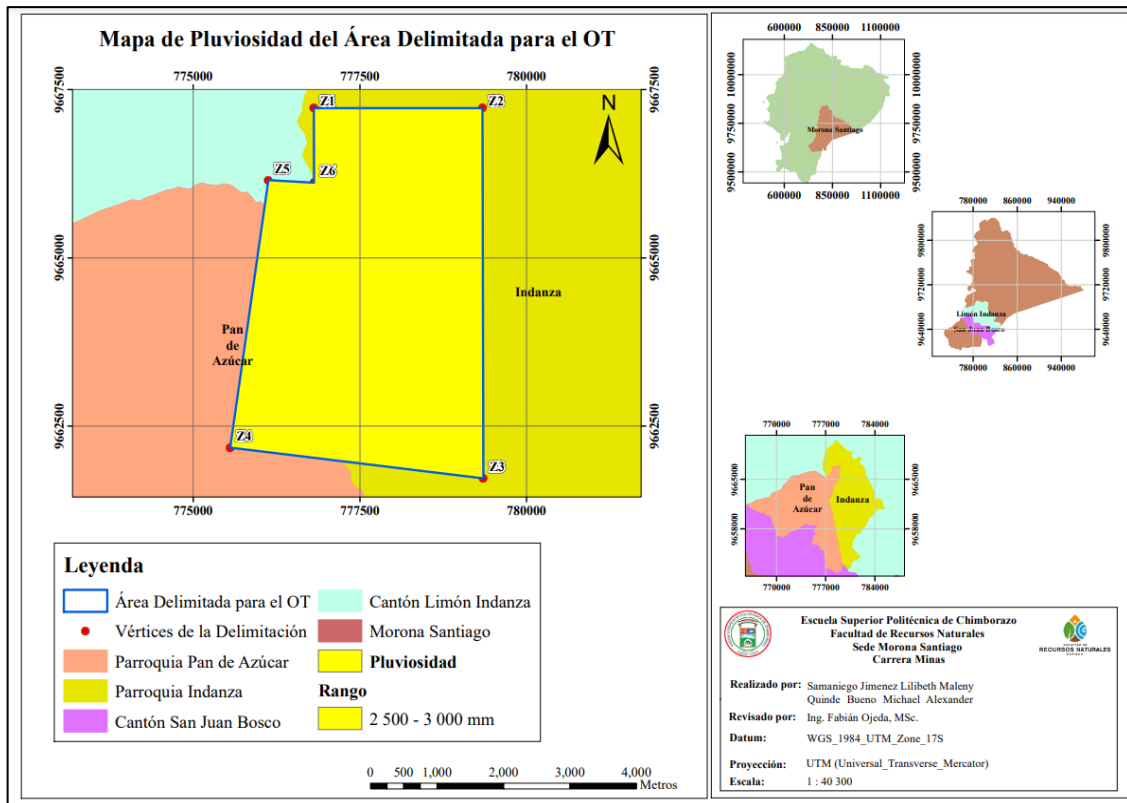 Mapa de Pluviosidad del Área Delimitada para el OT
775000 777500 780000
9667500 9667500
9665000 9665000
9662500 9662500
775000 777500 780000
Z1
Z2
Z5
Z6
Z4
Z3
N
Indanza
Pan
de
Azúcar
Leyenda
Área Delimitada para el OT
Vértices de la Delimitación
Parroquia Pan de Azúcar
Parroquia Indanza
Cantón San Juan Bosco
Cantón Limón Indanza
Morona Santiago
Pluviosidad
Rango
2 500 - 3 000 mm
0 500 1,000 2,000 3,000 4,000
Metros
600000 850000 1100000
10000000 10000000
9750000 9750000
9500000 9500000
Morona Santiago
600000 850000 1100000
780000 860000 940000
9800000 9800000
9720000 9720000
9640000 9640000
Limón Indanza
San Juan Bosco
780000 860000 940000
770000 777000 784000
9665000 9665000
9658000 9658000
Pan
de
Azúcar
Indanza
770000 777000 784000
Escuela Superior Politécnica de Chimborazo
Facultad de Recursos Naturales
Sede Morona Santiago
Carrera Minas
RECURSOS NATURALES
Realizado por: Samaniego Jimenez Lilibeth Maleny
Quinde Bueno Michael Alexander
Revisado por: Ing. Fabián Ojeda, MSc.
Datum: WGS_1984_UTM_Zone_17S
Proyección: UTM (Universal_Transverse_Mercator)
Escala: 1 : 40 300